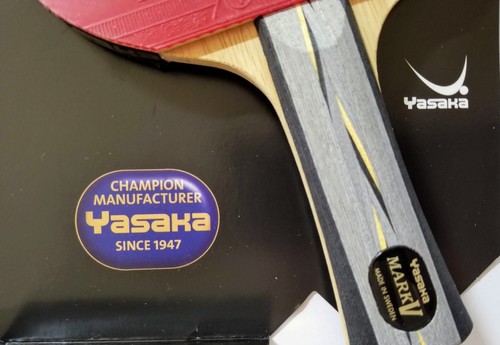 Yasaka
CHAMPION
MANUFACTURER
Yasaka
SINCE 1947
Yasaka
MARK V
MADE IN SWEDEN